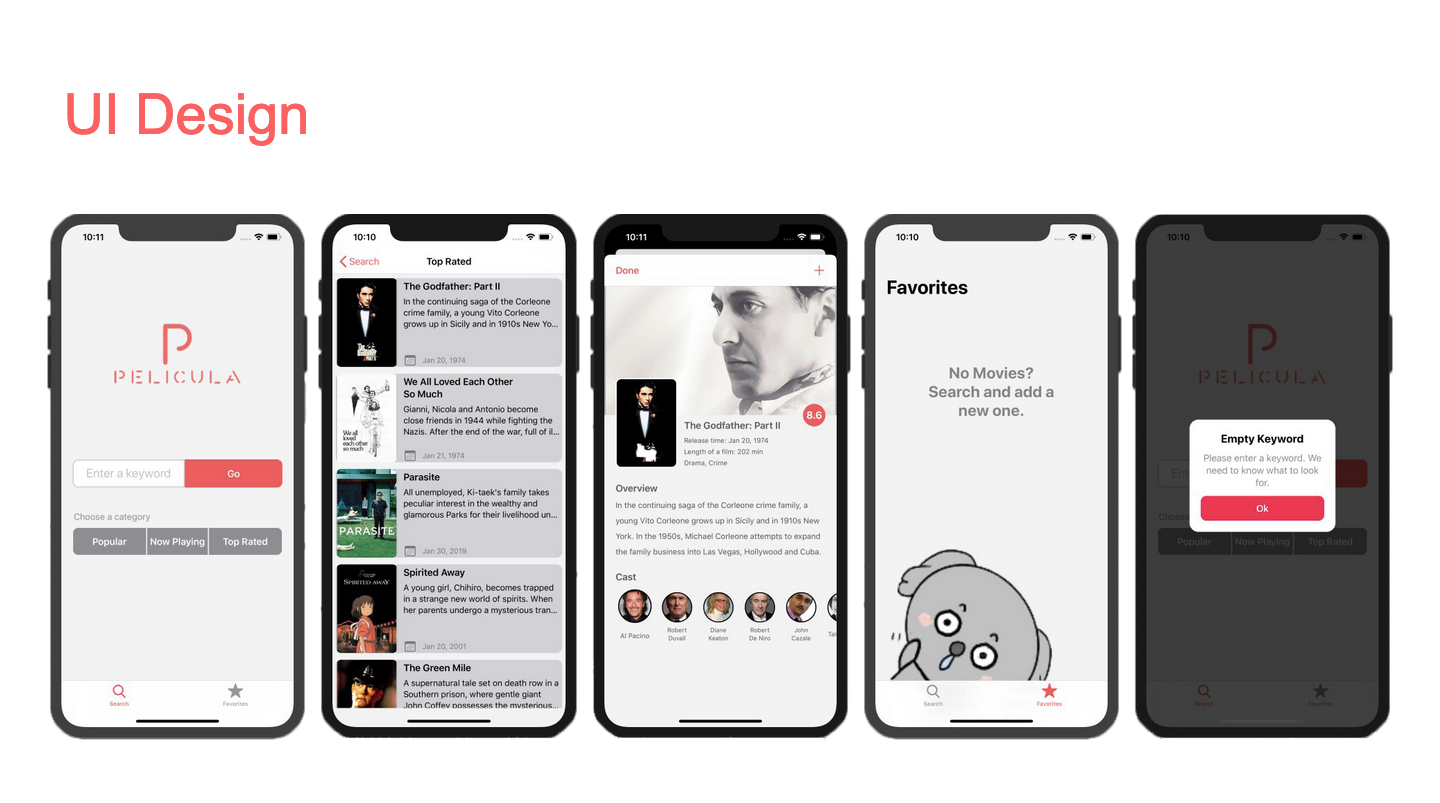 UI Design
10:11
PELICULA
Enter a keyword
Go
Choose a category
Popular
Now Playing
Top Rated
Search
Favorites
10:10
Search
Top Rated
The Godfather: Part II
In the continuing saga of the Corleone
crime family, a young Vito Corleone
grows up in Sicily and in 1910s New Yo...
Jan 20, 1974
We all
loved
each other
so much
We All Loved Each Other
So Much
Gianni, Nicola and Antonio become
close friends in 1944 while fighting the
Nazis. After the end of the war, full of il...
Jan 21, 1974
PARASITE
Parasite
All unemployed, Ki-taek's family takes
peculiar interest in the wealthy and
glamorous Parks for their livelihood un...
Jan 30, 2019
SPIRITED AWAY
Spirited Away
A young girl, Chihiro, becomes trapped
in a strange new world of spirits. When
her parents undergo a mysterious tran...
Jan 20, 2001
The Green Mile
A supernatural tale set on death row in a
Southern prison, where gentle giant
John Coffey possesses the mysterious...
10:11
Done
The Godfather: Part II
8.6
Release time: Jan 20, 1974
Length of a film: 202 min
Drama, Crime
Overview
In the continuing saga of the Corleone crime family, a
young Vito Corleone grows up in Sicily and in 1910s New
York. In the 1950s, Michael Corleone attempts to expand
the family business into Las Vegas, Hollywood and Cuba.
Cast
Al Pacino
Robert
Duvall
Diane
Keaton
Robert
De Niro
John
Cazale
Tal
10:10
Favorites
No Movies?
Search and add a
new one.
Search
Favorites
10:10
PELICULA
Ent
Empty Keyword
Please enter a keyword. We
need to know what to look
for.
Ok
Choose
Popular
Now Playing
Top Rated
Search
Favorites